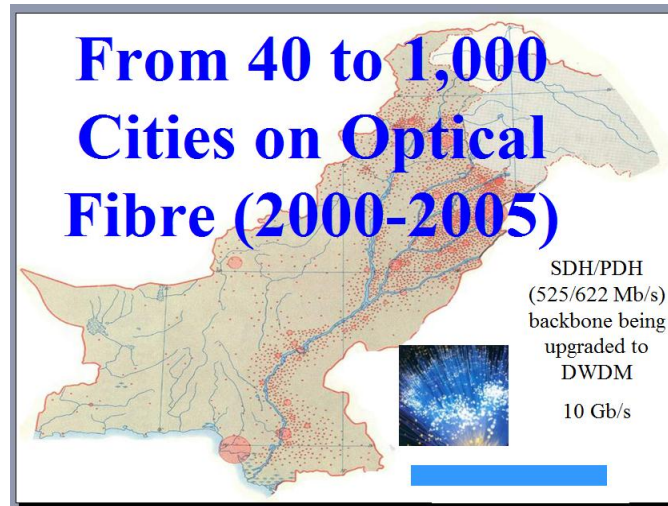 From 40 to 1,000
Cities on Optical
Fibre (2000-2005)
SDH/PDH
(525/622 Mb/s)
backbone being
upgraded to
DWDM
10 Gb/s